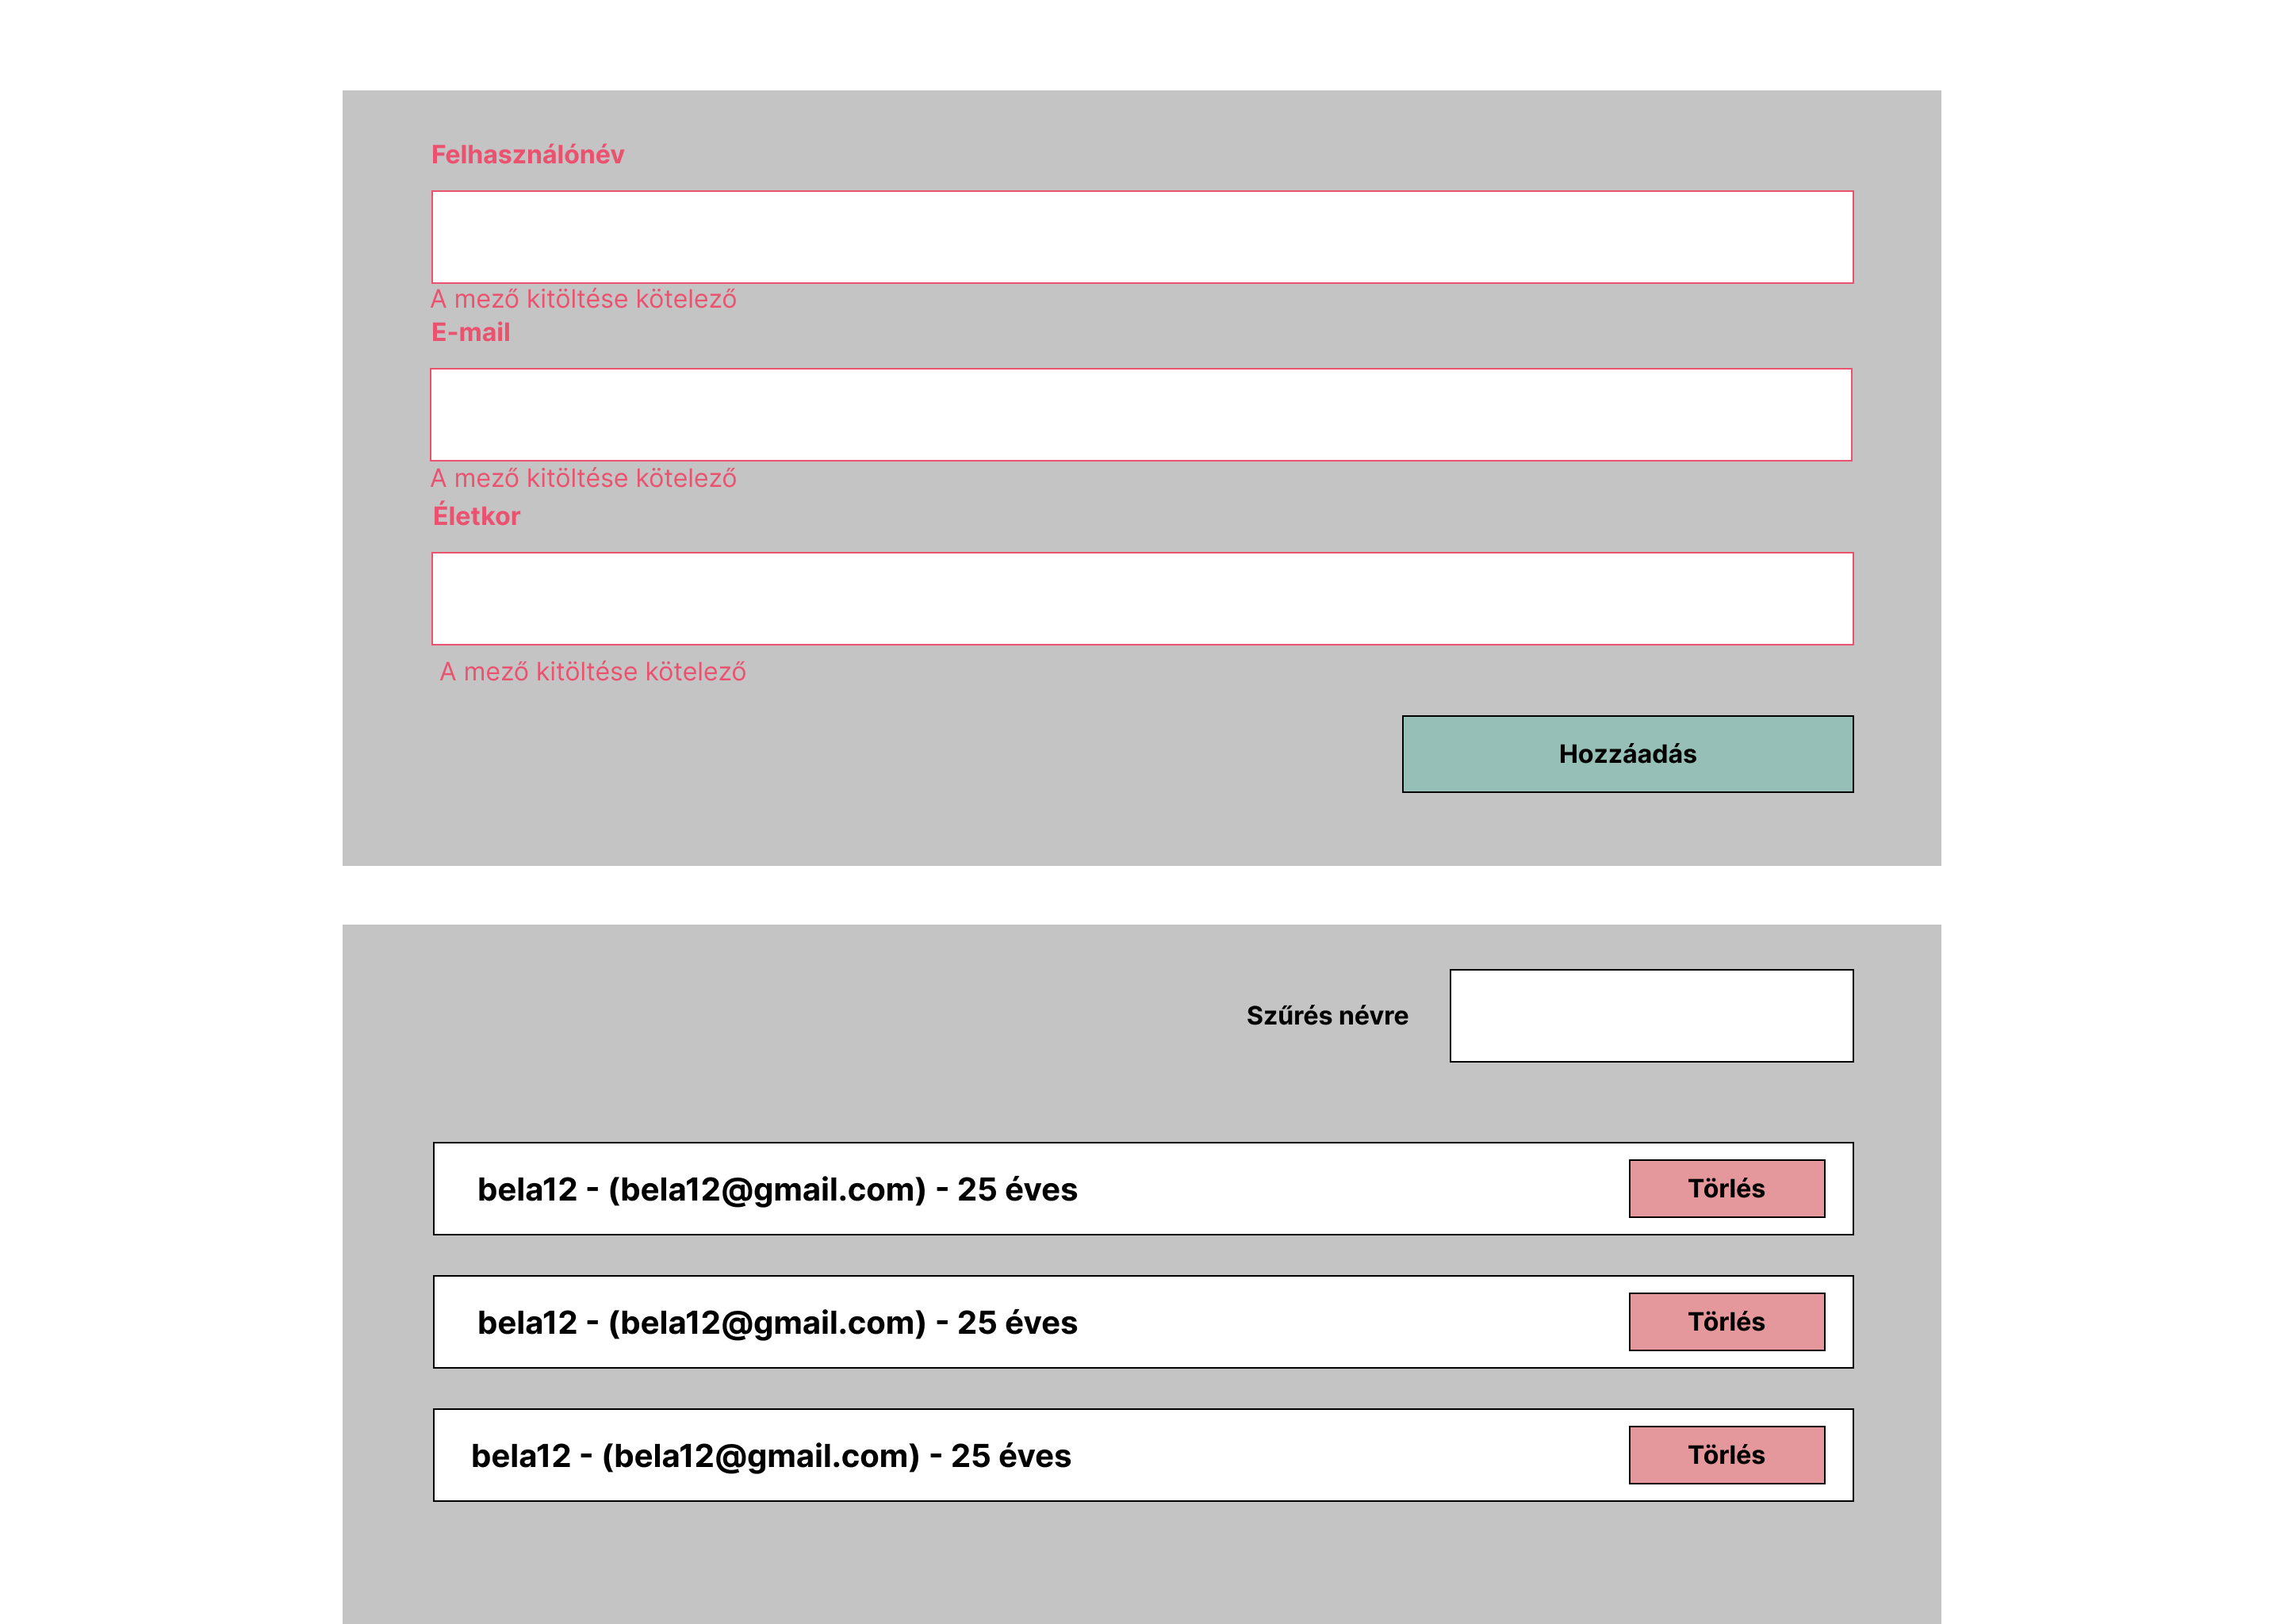 Felhasználónév
A mező kitöltése kötelező
E-mail
A mező kitöltése kötelező
Életkor
A mező kitöltése kötelező
Hozzáadás
Szűrés névre
bela12 - (bela12@gmail.com) - 25 éves
Törlés
bela12 - (bela12@gmail.com) - 25 éves
Törlés
bela12 - (bela12@gmail.com) - 25 éves
Törlés